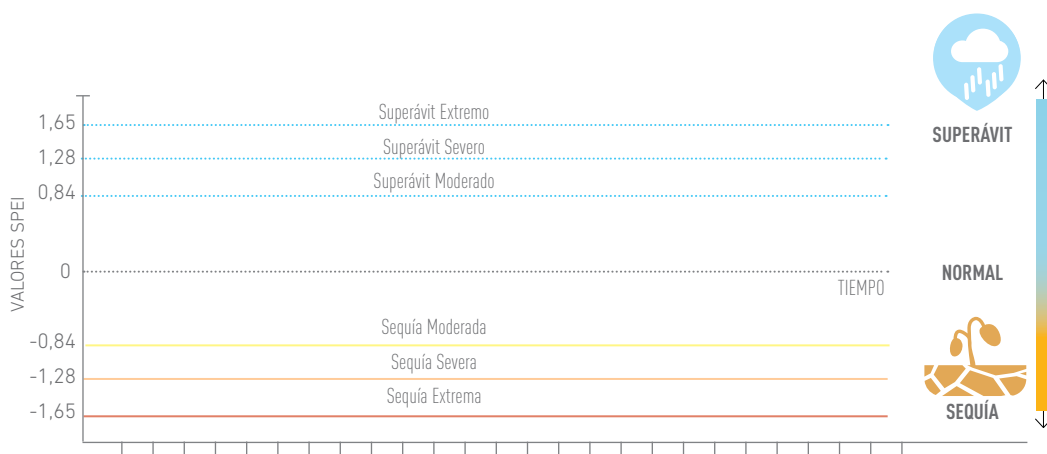 Superávit Extremo
1,65
SUPERÁVIT
Superávit Severo
1,28
Superávit Moderado
0,84
VALORES SPEI
0
NORMAL
TIEMPO
Sequía Moderada
-0,84
Sequía Severa
-1,28
Sequía Extrema
-1,65
SEQUÍA